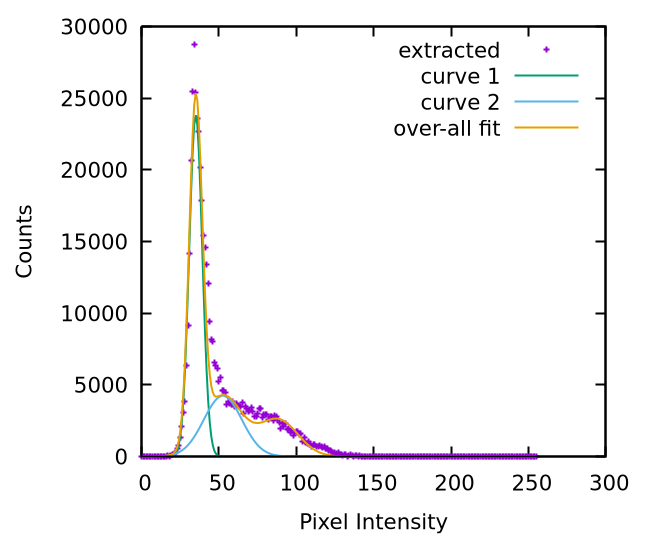 30000
25000
20000
15000
10000
5000
0
Counts
extracted
curve 1
curve 2
over-all fit
0 50 100 150 200 250 300
Pixel Intensity